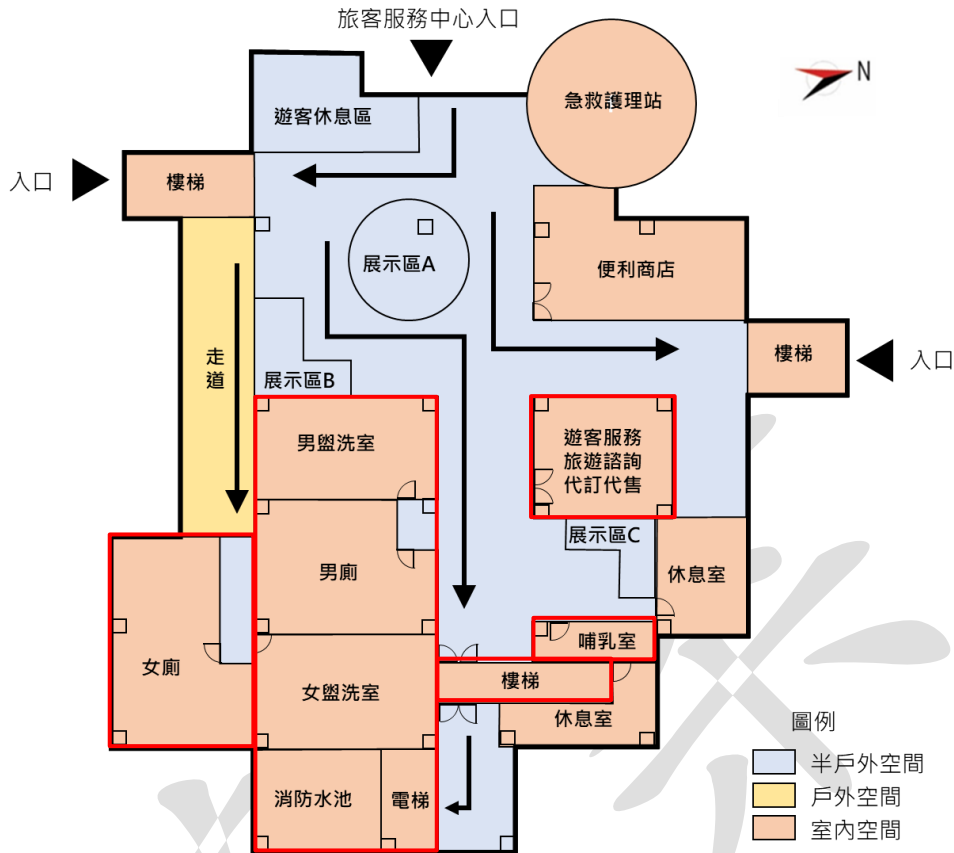 旅客服務中心入口
N
急救護理站
遊客休息區
入口
樓梯
展示區A
便利商店
走道
樓梯
入口
展示區B
男盥洗室
遊客服務
旅遊諮詢
代訂代售
展示區C
男廁
休息室
哺乳室
女廁
女盥洗室
樓梯
休息室
消防水池
電梯
圖例
半戶外空間
戶外空間
室內空間